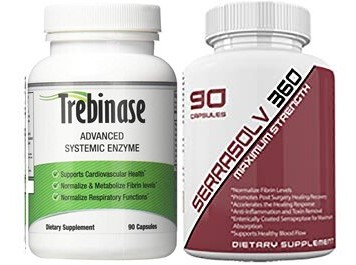 Trebinase
ADVANCED
SYSTEMIC ENZYME
Supports Cardiovascular Health*
Normalize & Metabolize Fibrin levels*
Normalize Respiratory Functions*
Dietary Supplement 90 Capsules
90
CAPSULES
SERRASOLV 360
MAXIMUM STRENGTH
*Normalize Fibrin Levels
*Promotes Post Surgery Healing Recovery
*Accelerates the Healing Response
*Anti-Inflammation and Toxin Removal
*Enterically Coated Serrapeptase for Maximum
Absorption
*Supports Healthy Blood Flow
DIETARY SUPPLEMENT